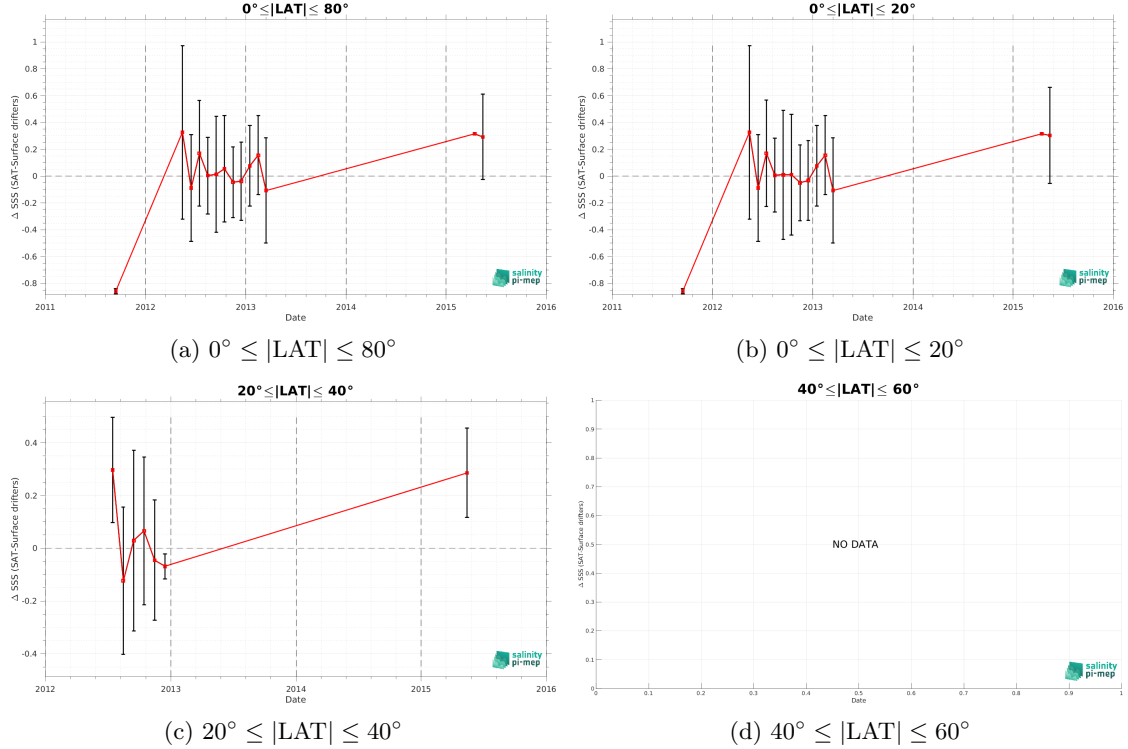 0°≤|LAT|≤ 80°
Δ SSS (SAT-Surface drifters)
1
0.8
0.6
0.4
0.2
0
-0.2
-0.4
-0.6
-0.8
2011 2012 2013 2014 2015 2016
Date
salinity
pi-mep
(a) 0° ≤ |LAT| ≤ 80°
0°≤|LAT|≤ 20°
Δ SSS (SAT-Surface drifters)
1
0.8
0.6
0.4
0.2
0
-0.2
-0.4
-0.6
-0.8
2011 2012 2013 2014 2015 2016
Date
salinity
pi-mep
(b) 0° ≤ |LAT| ≤ 20°
20°≤|LAT|≤ 40°
Δ SSS (SAT-Surface drifters)
0.4
0.2
0
-0.2
-0.4
2012 2013 2014 2015 2016
Date
salinity
pi-mep
(c) 20° ≤ |LAT| ≤ 40°
40°≤|LAT|≤ 60°
Δ SSS (SAT-Surface drifters)
1
0.9
0.8
0.7
0.6
0.5
0.4
0.3
0.2
0.1
0
NO DATA
0 0.1 0.2 0.3 0.4 0.5 0.6 0.7 0.8 0.9 1
Date
salinity
pi-mep
(d) 40° ≤ |LAT| ≤ 60°